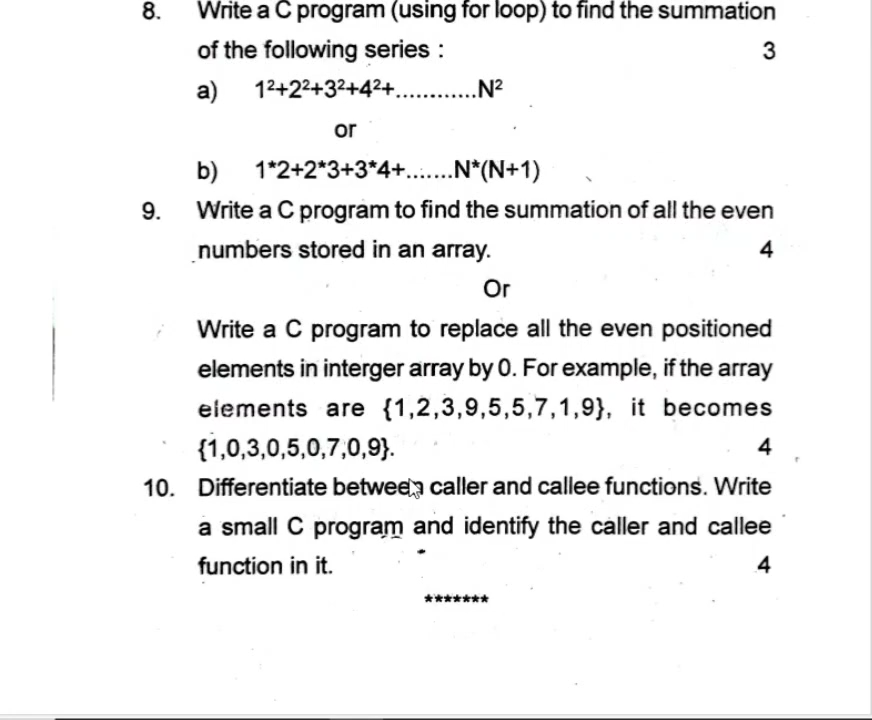 8. Write a C program (using for loop) to find the summation
of the following series : 3
a) 1²+2²+3²+4²+.............N²
or
b) 1*2+2*3+3*4+.......N*(N+1)
9. Write a C program to find the summation of all the even
numbers stored in an array. 4
Or
Write a C program to replace all the even positioned
elements in interger array by 0. For example, if the array
elements are {1,2,3,9,5,5,7,1,9}, it becomes
{1,0,3,0,5,0,7,0,9}. 4
10. Differentiate between caller and callee functions. Write
a small C program and identify the caller and callee
function in it. 4
*******